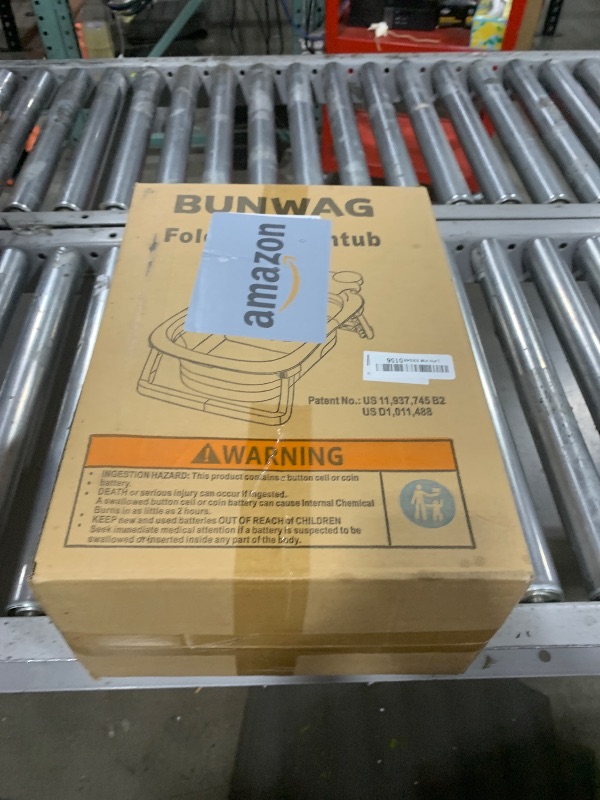 BUNWAG
amazon
Patent No.: US 11,937,745 B2
US D1,011,488
WARNING
• INGESTION HAZARD: This product contains a button cell or coin
• battery.
• DEATH or serious injury can occur if ingested.
A swallowed button cell or coin battery can cause Internal Chemical
Burns in as little as 2 hours.
• KEEP new and used batteries OUT OF REACH of CHILDREN
Seek immediate medical attention if a battery is suspected to be
swallowed or inserted inside any part of the body.